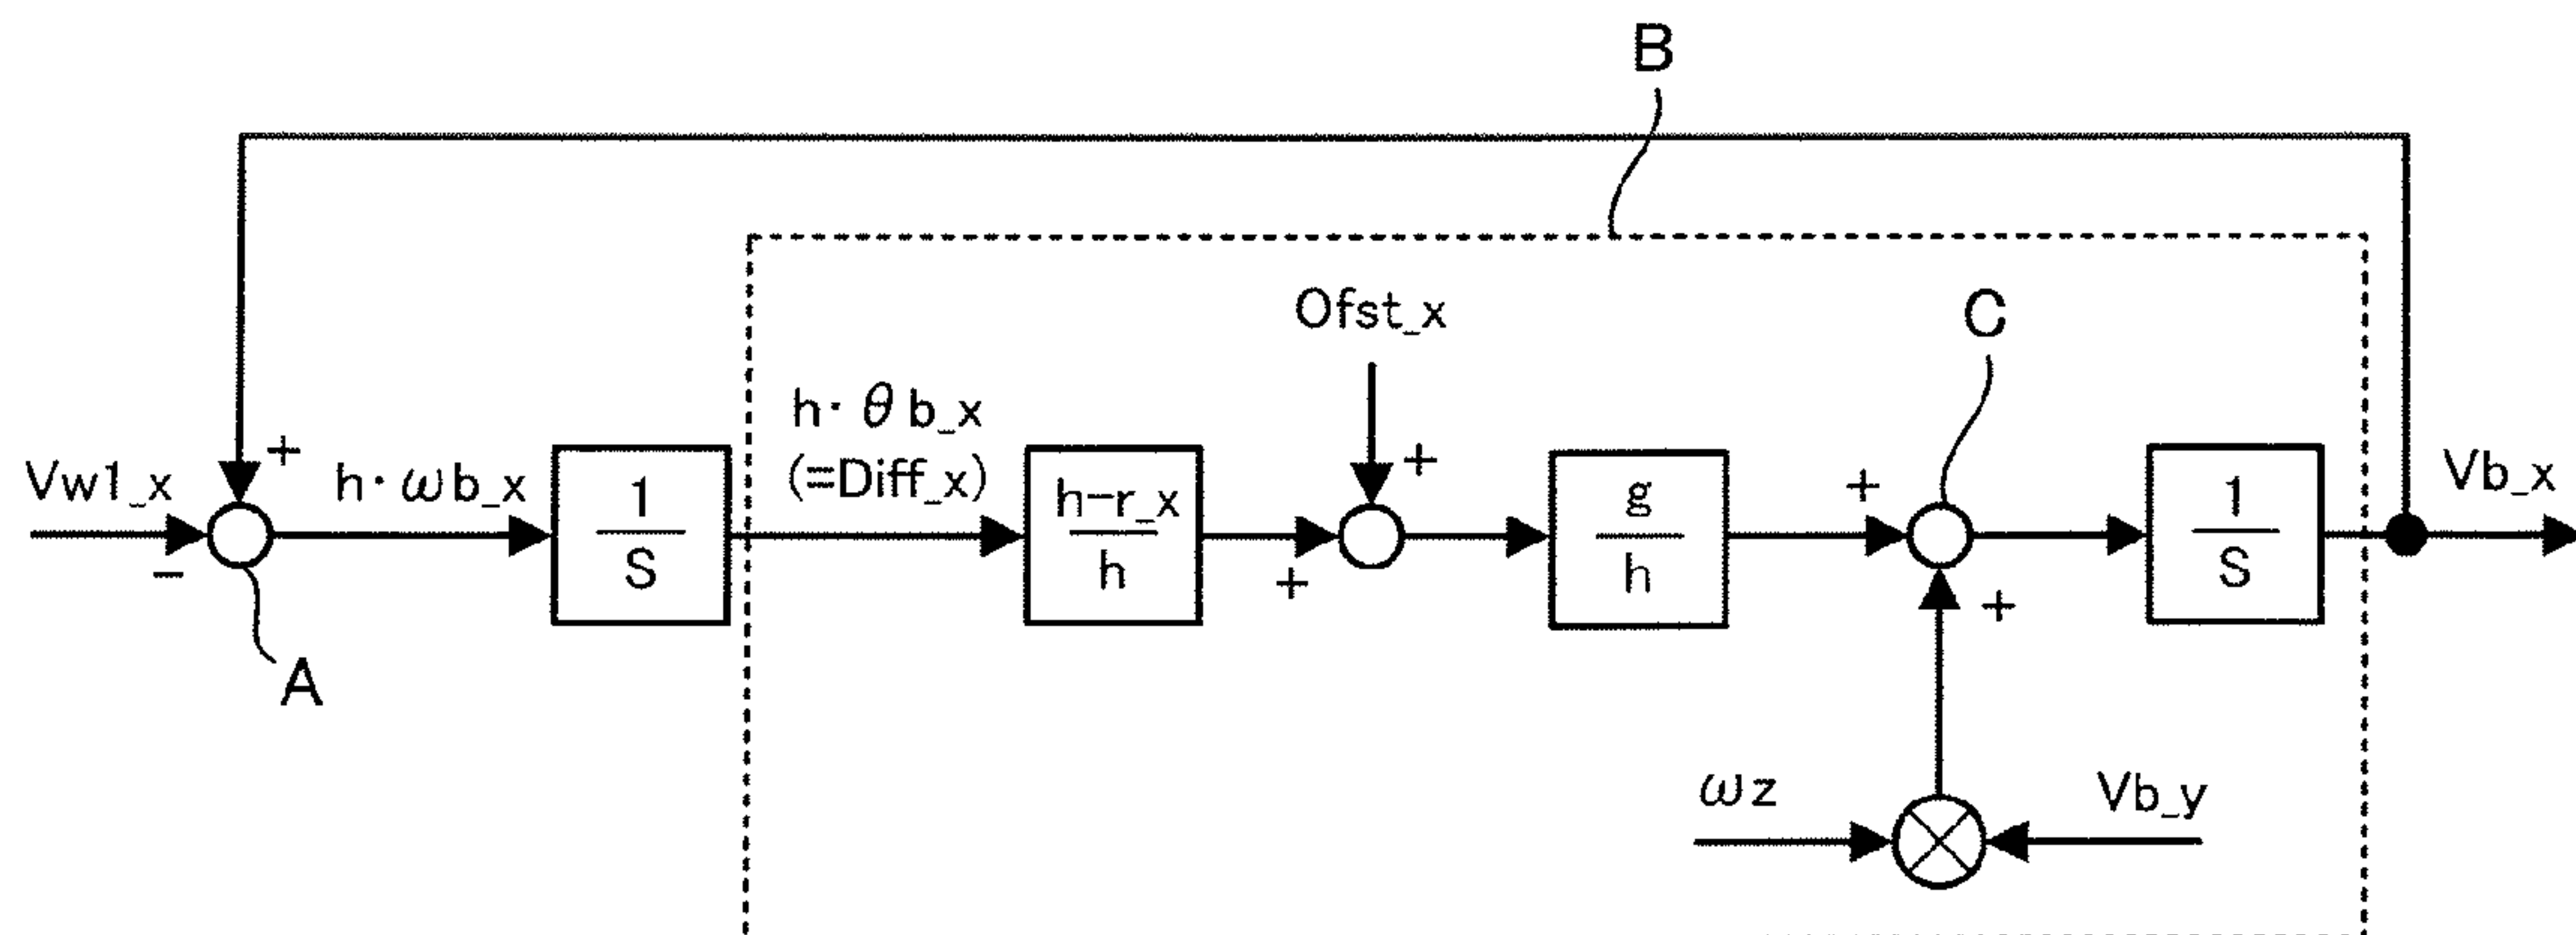 B
Ofst_x
C
h・θb_x
(=Diff_x)
+
+
+
+
+
+
Vw1_x
−
h・ωb_x
1
S
h-r_x
h
g
h
1
S
Vb_x
A
ωz
Vb_y